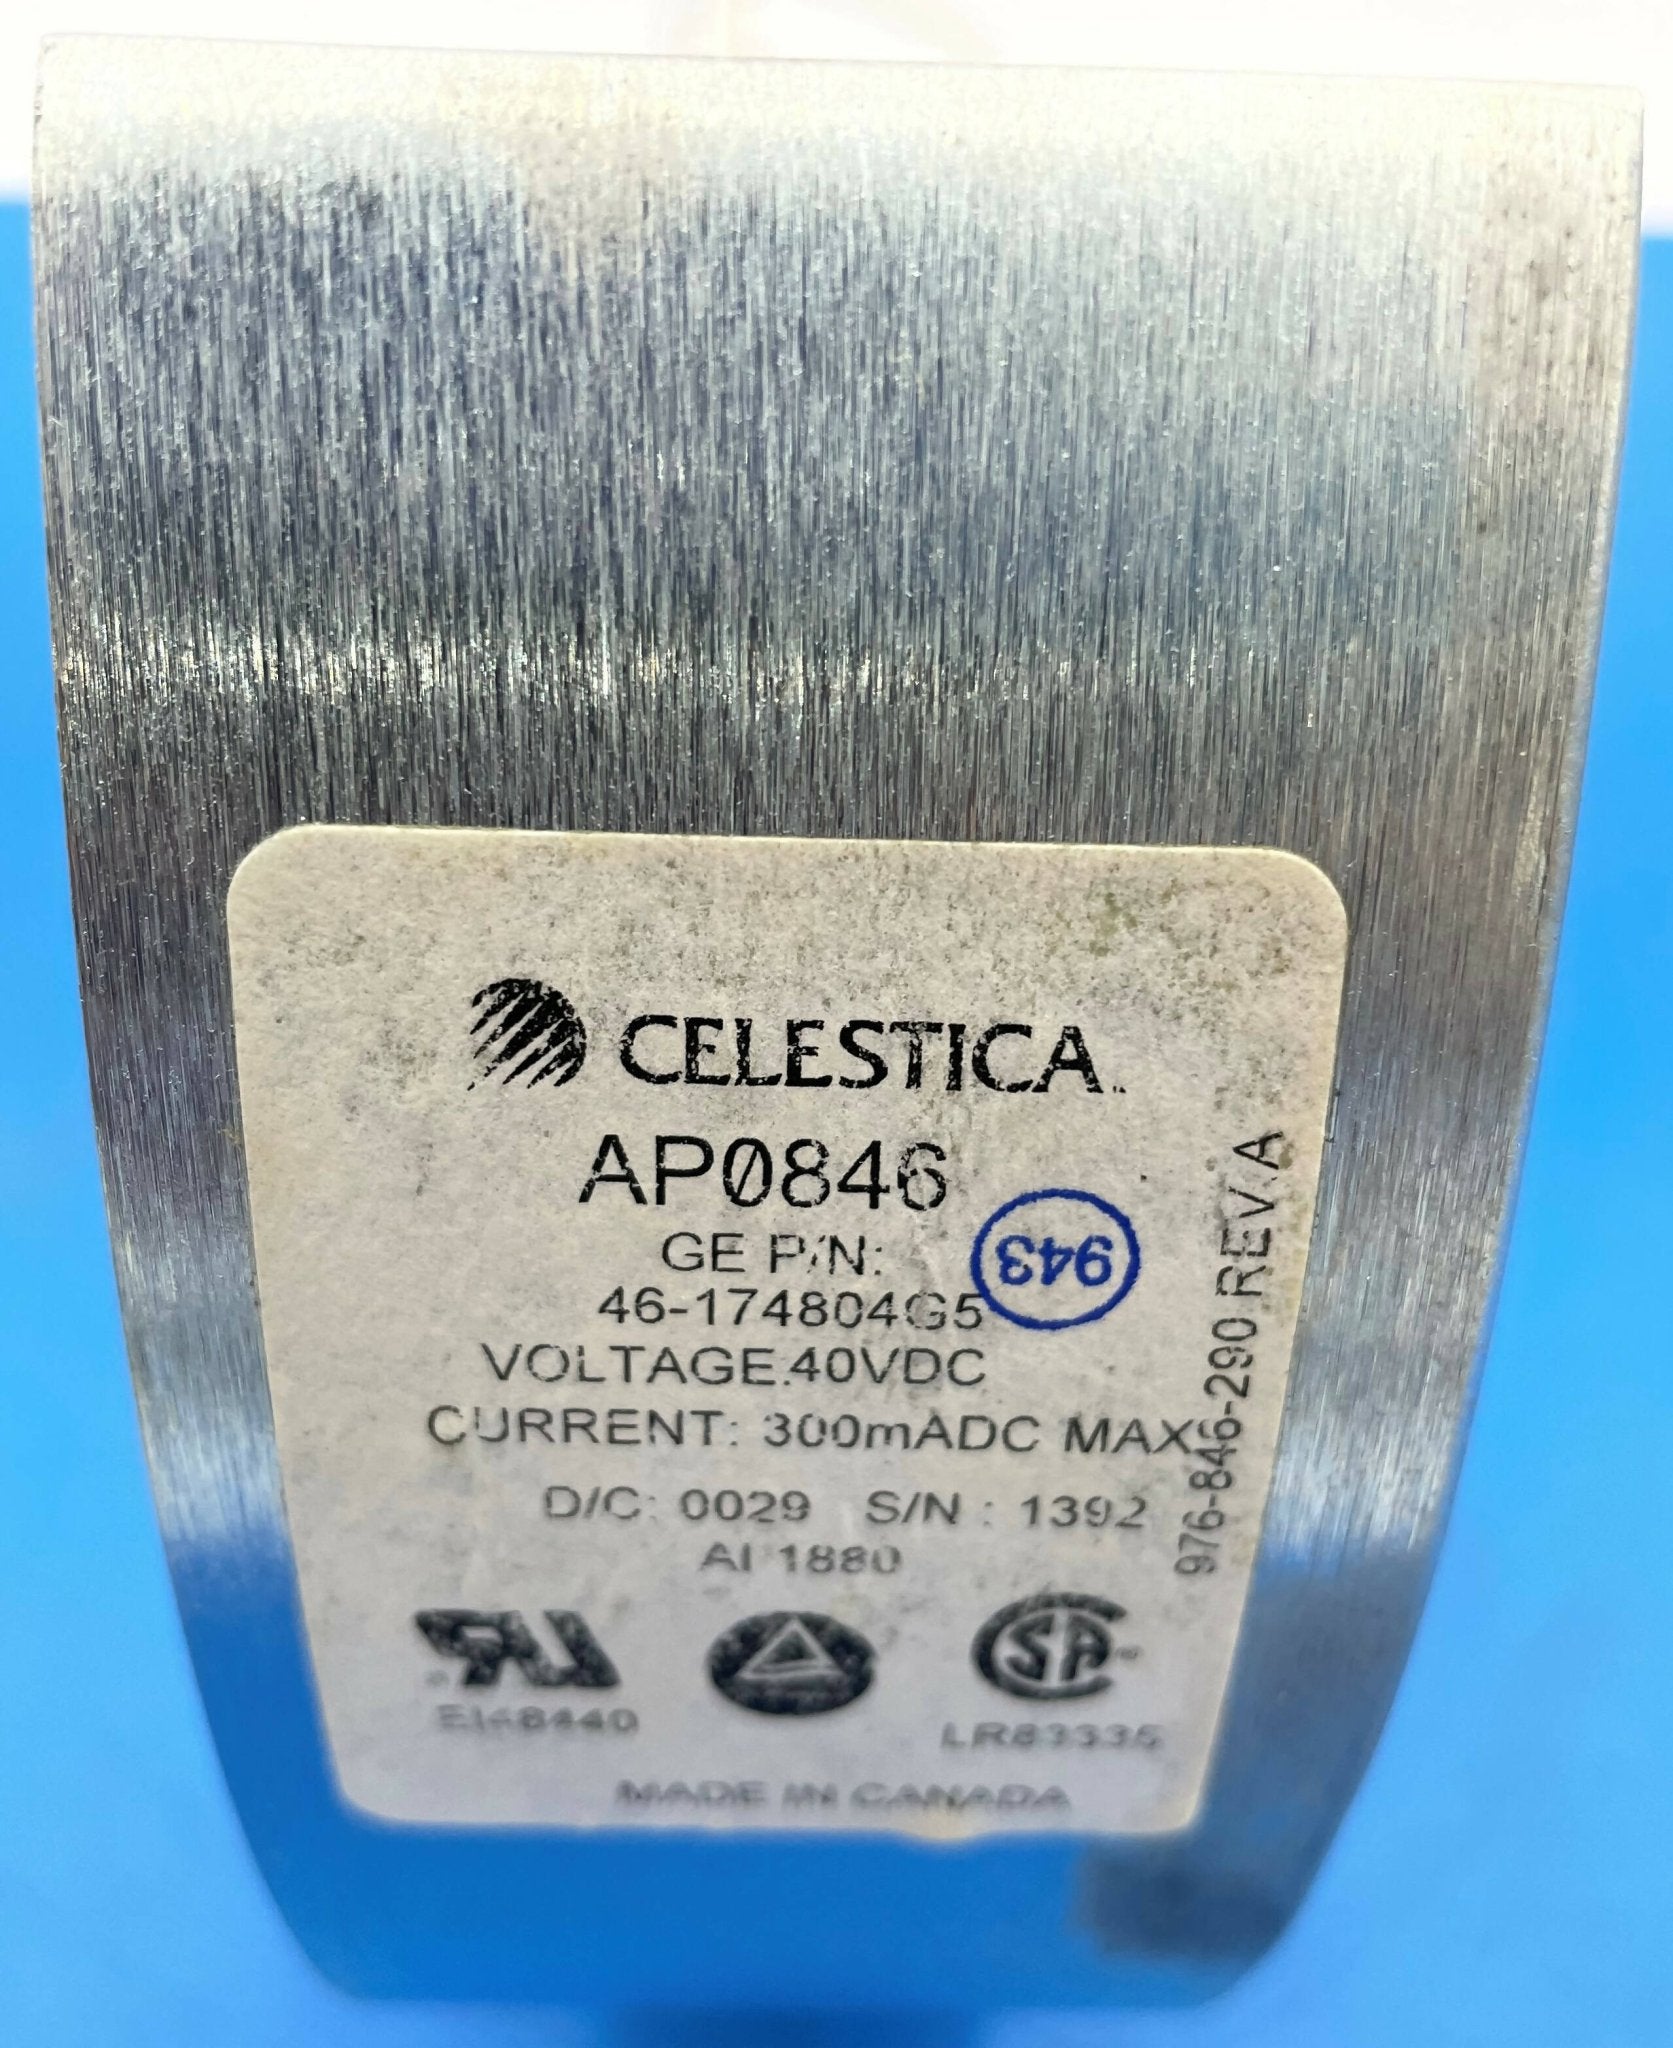 CELESTICA
AP0846
GE P/N:
46-174804G5
943
VOLTAGE:40VDC
CURRENT: 300mADC MAX
D/C: 0029 S/N : 1392
AI 1880
976-846-290 REV.A
SA
LR83335
MADE IN CANADA